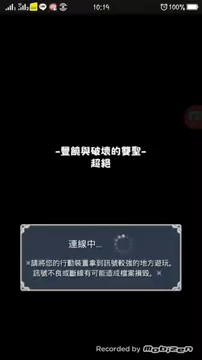 10:19
100%
-豐饒與破壞的雙聖-
超絕
連線中...
×請將您的行動裝置拿到訊號較強的地方遊玩。
訊號不良或斷線有可能造成檔案損毀。×
Recorded by Mobizen